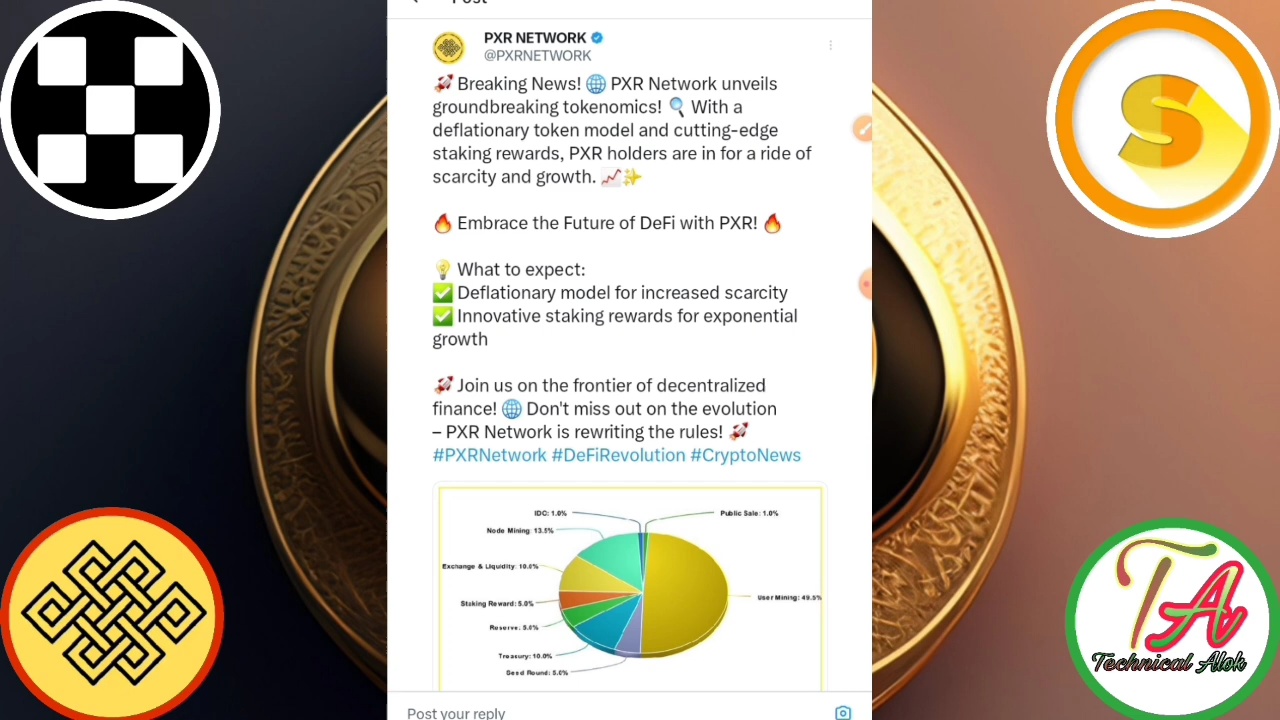 Post
PXR NETWORK
@PXRNETWORK
🚀 Breaking News! 🌐 PXR Network unveils
groundbreaking tokenomics! 🔍 With a
deflationary token model and cutting-edge
staking rewards, PXR holders are in for a ride of
scarcity and growth. 📈✨
🔥 Embrace the Future of DeFi with PXR! 🔥
💡 What to expect:
✅ Deflationary model for increased scarcity
✅ Innovative staking rewards for exponential
growth
🚀 Join us on the frontier of decentralized
finance! 🌐 Don't miss out on the evolution
– PXR Network is rewriting the rules! 🚀
#PXRNetwork #DeFiRevolution #CryptoNews
IDC: 1.0%
Public Sale: 1.0%
Node Mining: 13.5%
Exchange & Liquidity: 10.0%
User Mining: 49.5%
Staking Reward: 5.0%
Reserve: 5.0%
Treasury: 10.0%
Seed Round: 5.0%
Post your reply
S
TA
Technical Alok